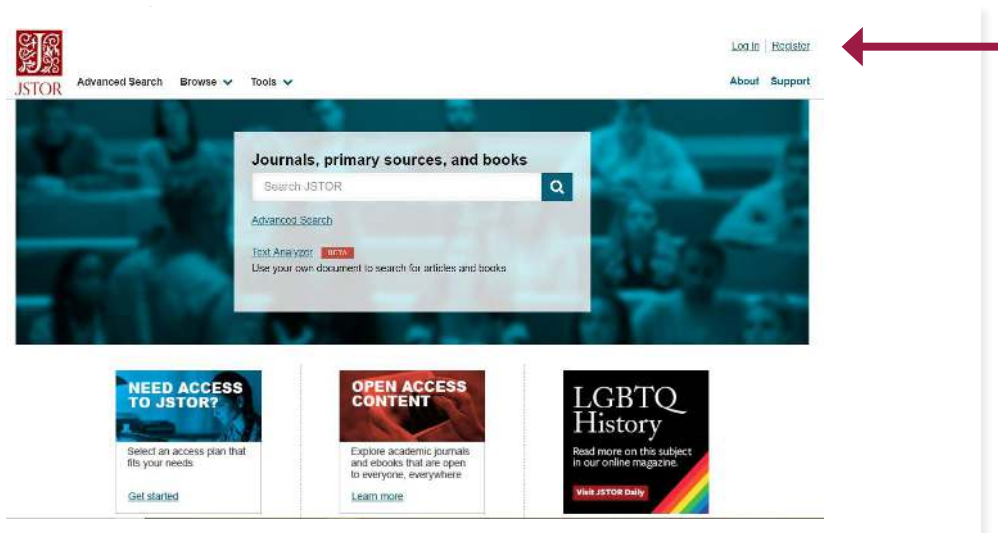 Log In | Register
JSTOR
Advanced Search Browse Tools
About Support
Journals, primary sources, and books
Search JSTOR
Advanced Search
Text Analyzer BETA
Use your own document to search for articles and books
NEED ACCESS
TO JSTOR?
Select an access plan that
fits your needs
Get started
OPEN ACCESS
CONTENT
Explore academic journals
and ebooks that are open
to everyone, everywhere
Learn more
LGBTQ
History
Read more on this subject
in our online magazine.
Visit JSTOR Daily